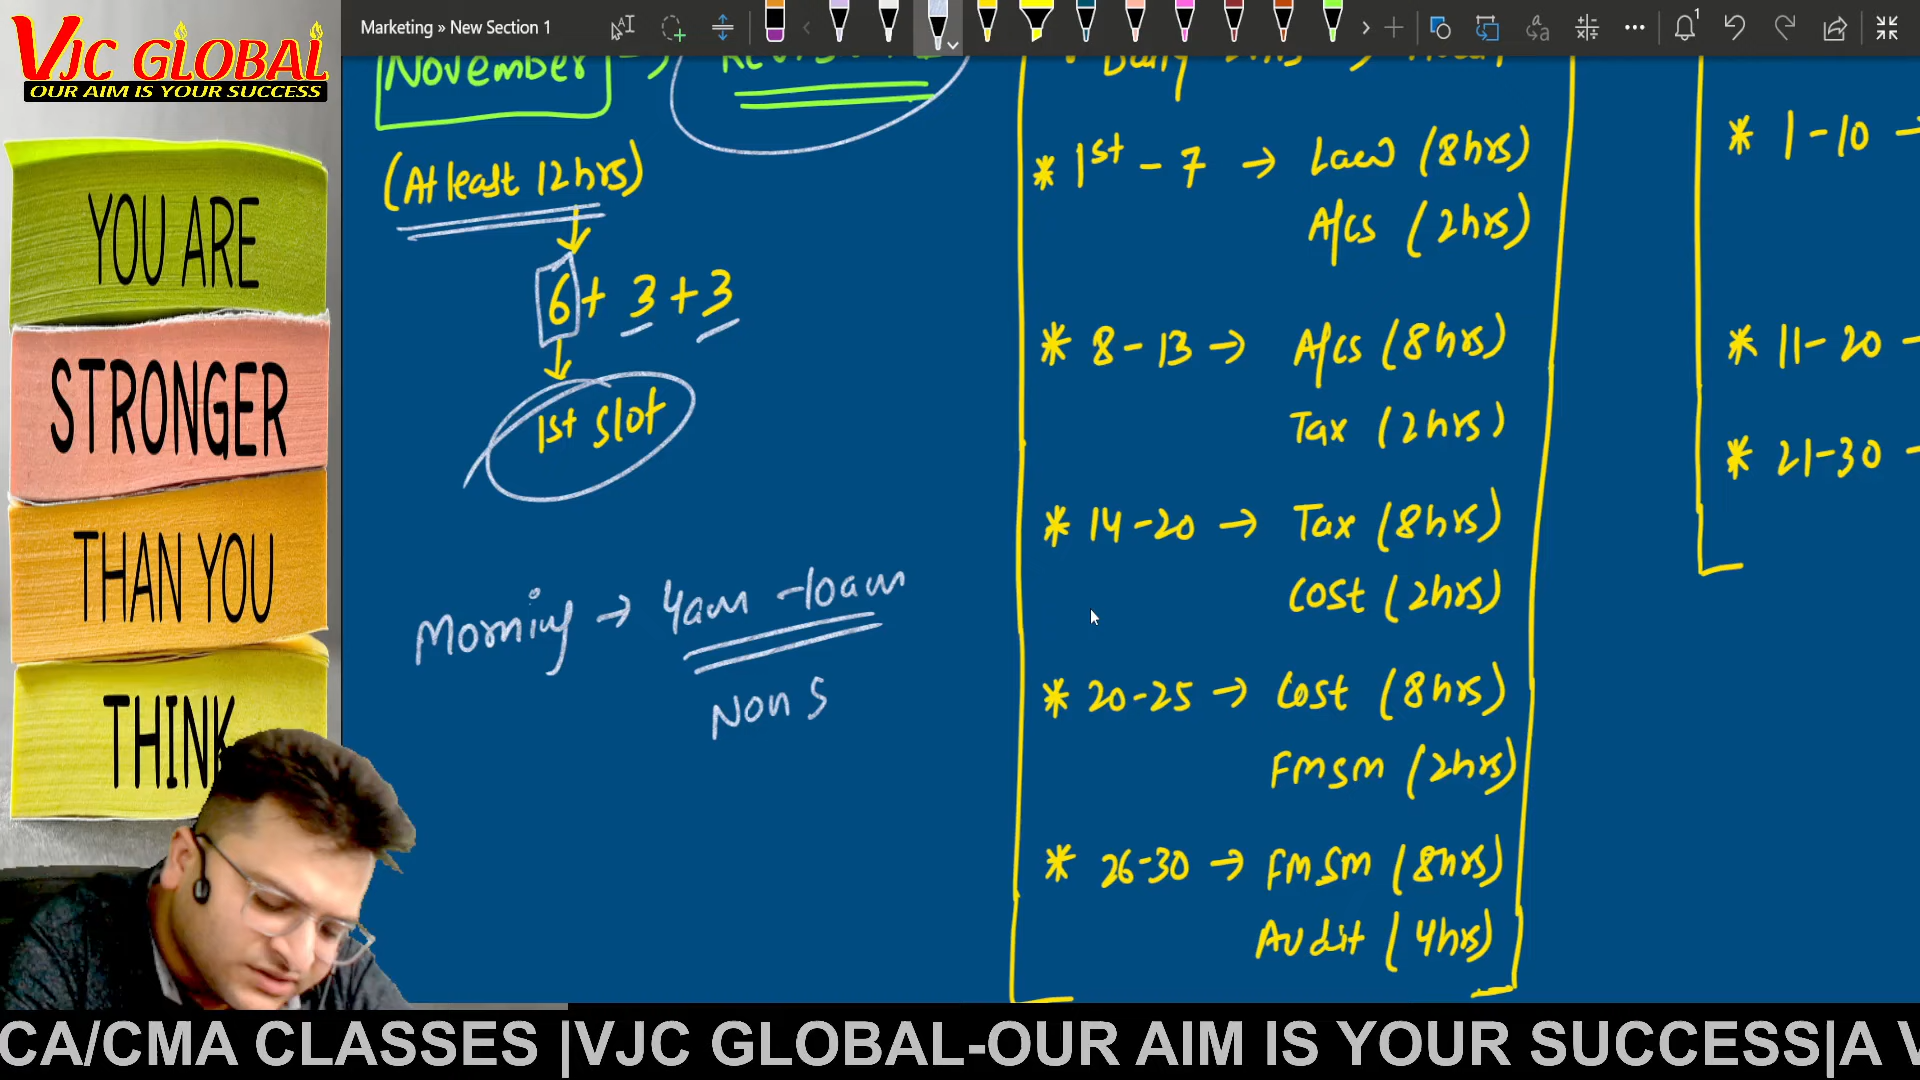 VJC GLOBAL
OUR AIM IS YOUR SUCCESS
YOU ARE
STRONGER
THAN YOU
THINK
Marketing » New Section 1
November →
(At least 12hrs)
6 + 3 + 3
1st slot
Morning → 4am - 10am
Non S
* 1st - 7 → Law (8hrs)
A/cs (2hrs)
* 8 - 13 → A/cs (8hrs)
Tax (2hrs)
* 14 - 20 → Tax (8hrs)
Cost (2hrs)
* 20 - 25 → Cost (8hrs)
FMSM (2hrs)
* 26 - 30 → FMSM (8hrs)
Audit (4hrs)
* 1 - 10 →
* 11 - 20 -
* 21 - 30 -
CA/CMA CLASSES |VJC GLOBAL-OUR AIM IS YOUR SUCCESS|A V